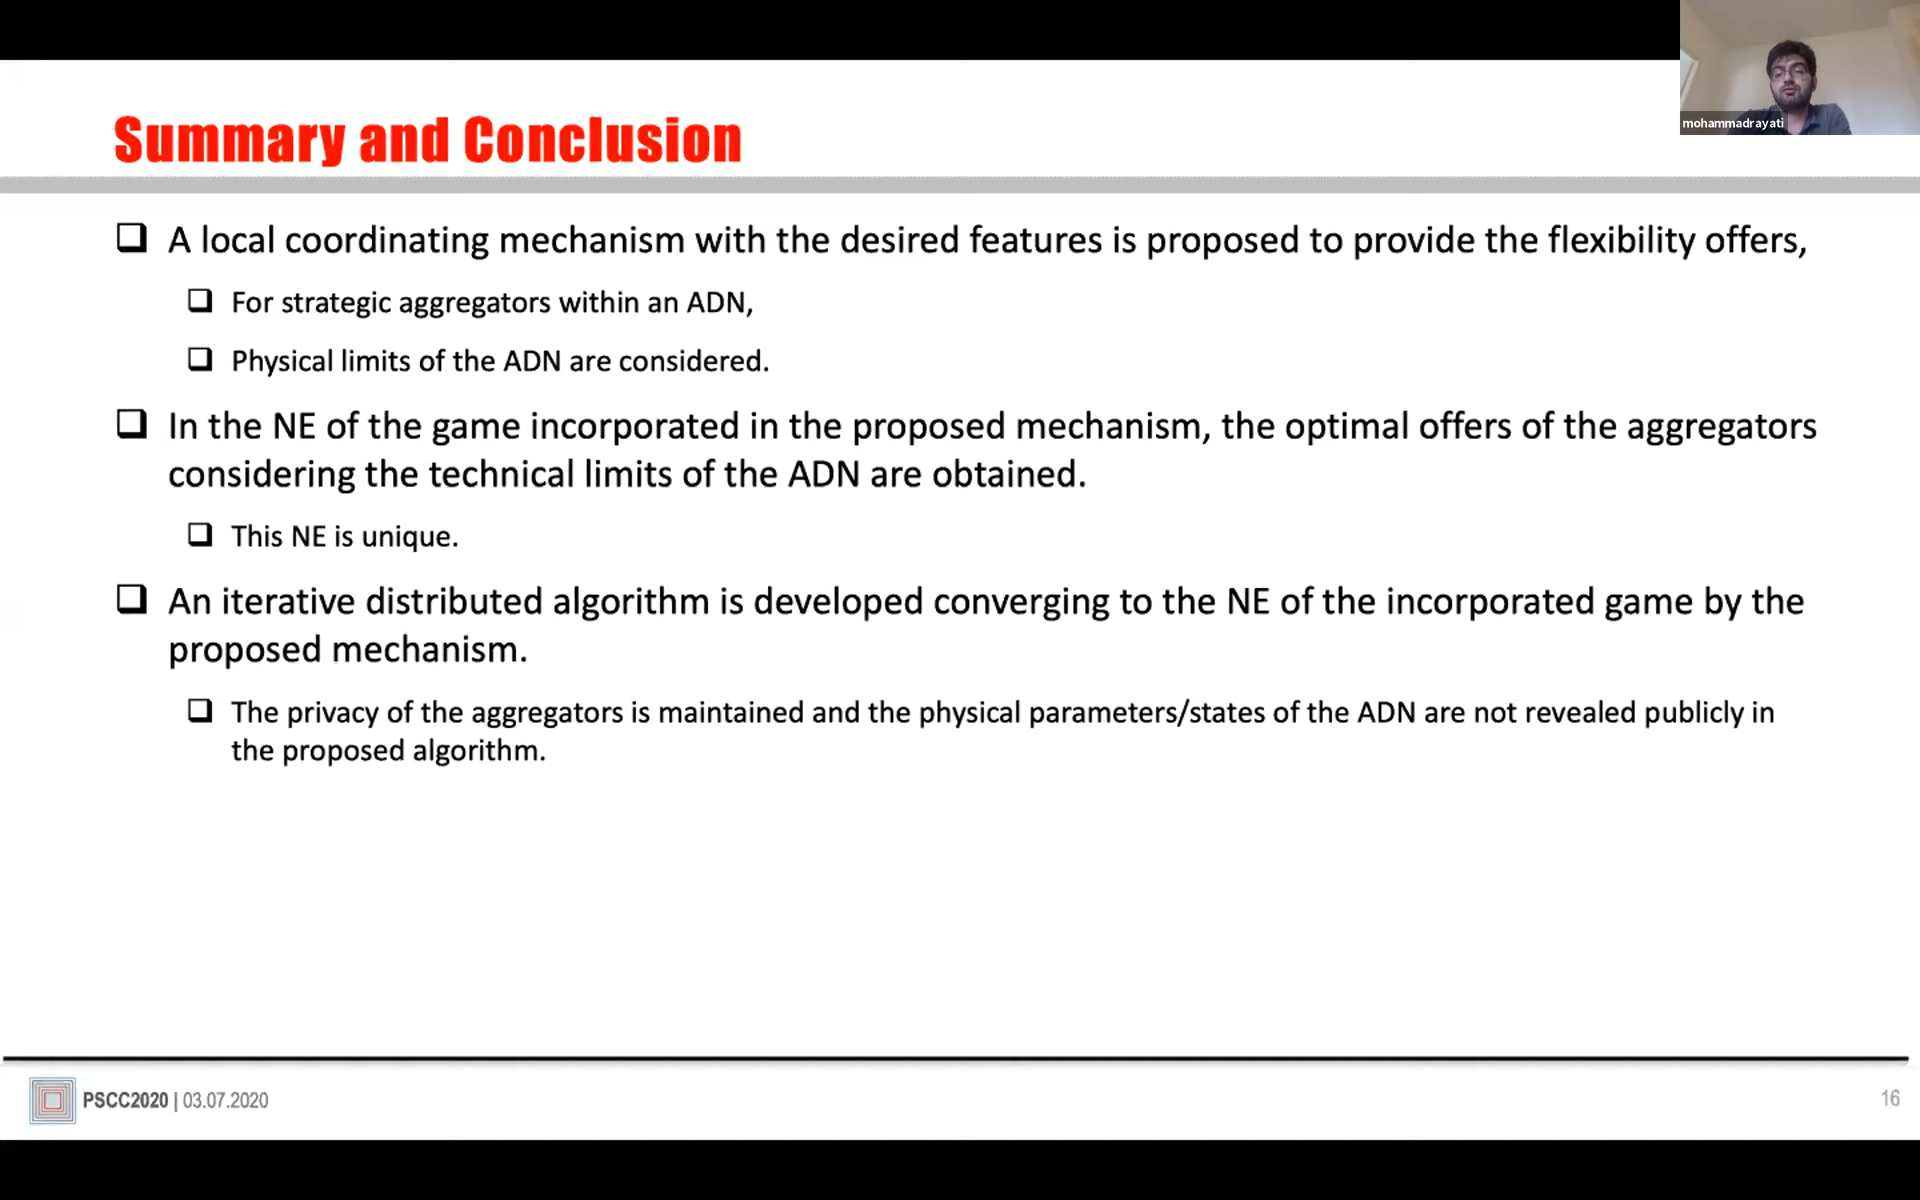 mohammadrayati
Summary and Conclusion
A local coordinating mechanism with the desired features is proposed to provide the flexibility offers,
For strategic aggregators within an ADN,
Physical limits of the ADN are considered.
In the NE of the game incorporated in the proposed mechanism, the optimal offers of the aggregators
considering the technical limits of the ADN are obtained.
This NE is unique.
An iterative distributed algorithm is developed converging to the NE of the incorporated game by the
proposed mechanism.
The privacy of the aggregators is maintained and the physical parameters/states of the ADN are not revealed publicly in
the proposed algorithm.
PSCC2020 | 03.07.2020
16